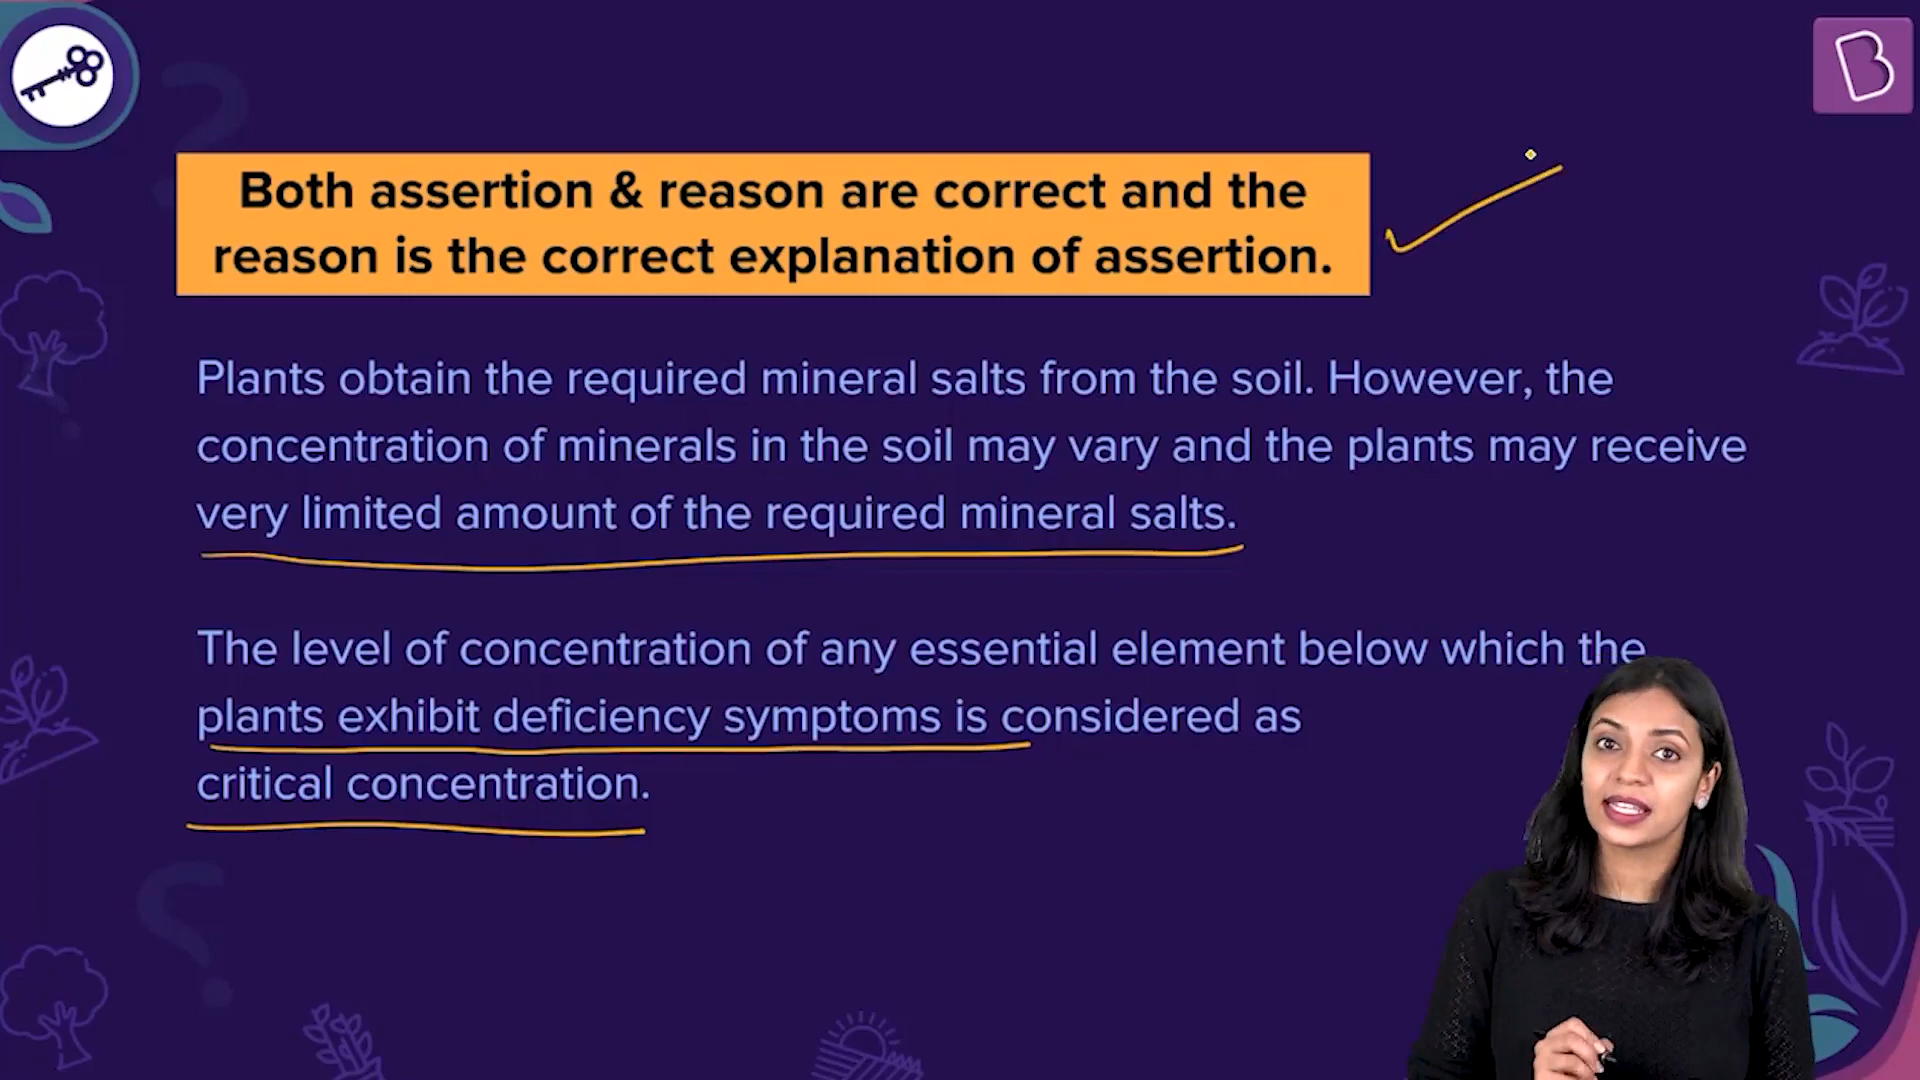 B
Both assertion & reason are correct and the
reason is the correct explanation of assertion.
Plants obtain the required mineral salts from the soil. However, the
concentration of minerals in the soil may vary and the plants may receive
very limited amount of the required mineral salts.
The level of concentration of any essential element below which the
plants exhibit deficiency symptoms is considered as
critical concentration.